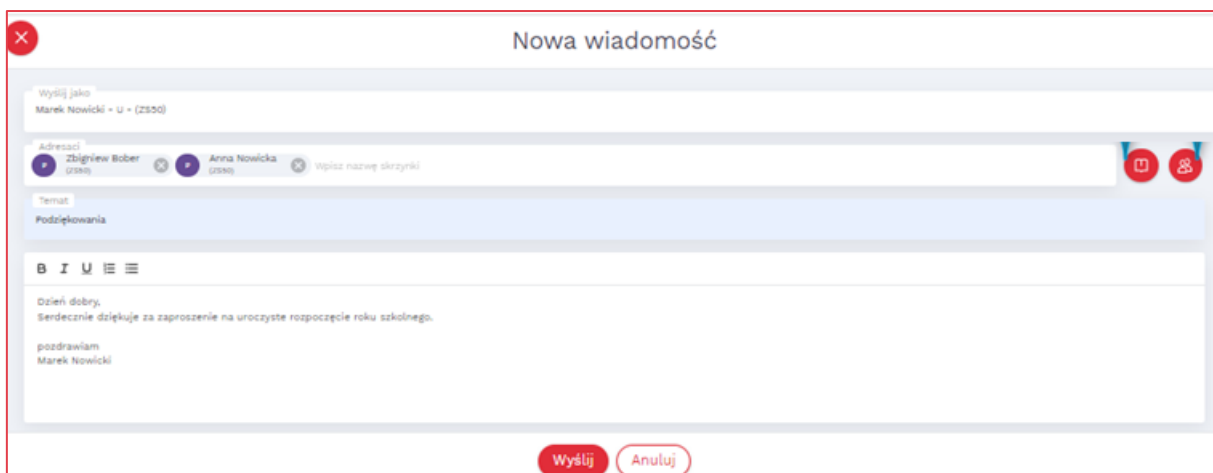 Nowa wiadomość
Wyślij jako
Marek Nowicki - U - (ZS50)
Adresaci
P Zbigniew Bober P Anna Nowicka Wpisz nazwę skrzynki
(ZS50) (ZS50)
Temat
Podziękowania
B I U
Dzień dobry,
Serdecznie dziękuje za zaproszenie na uroczyste rozpoczęcie roku szkolnego.
pozdrawiam
Marek Nowicki
Wyślij Anuluj